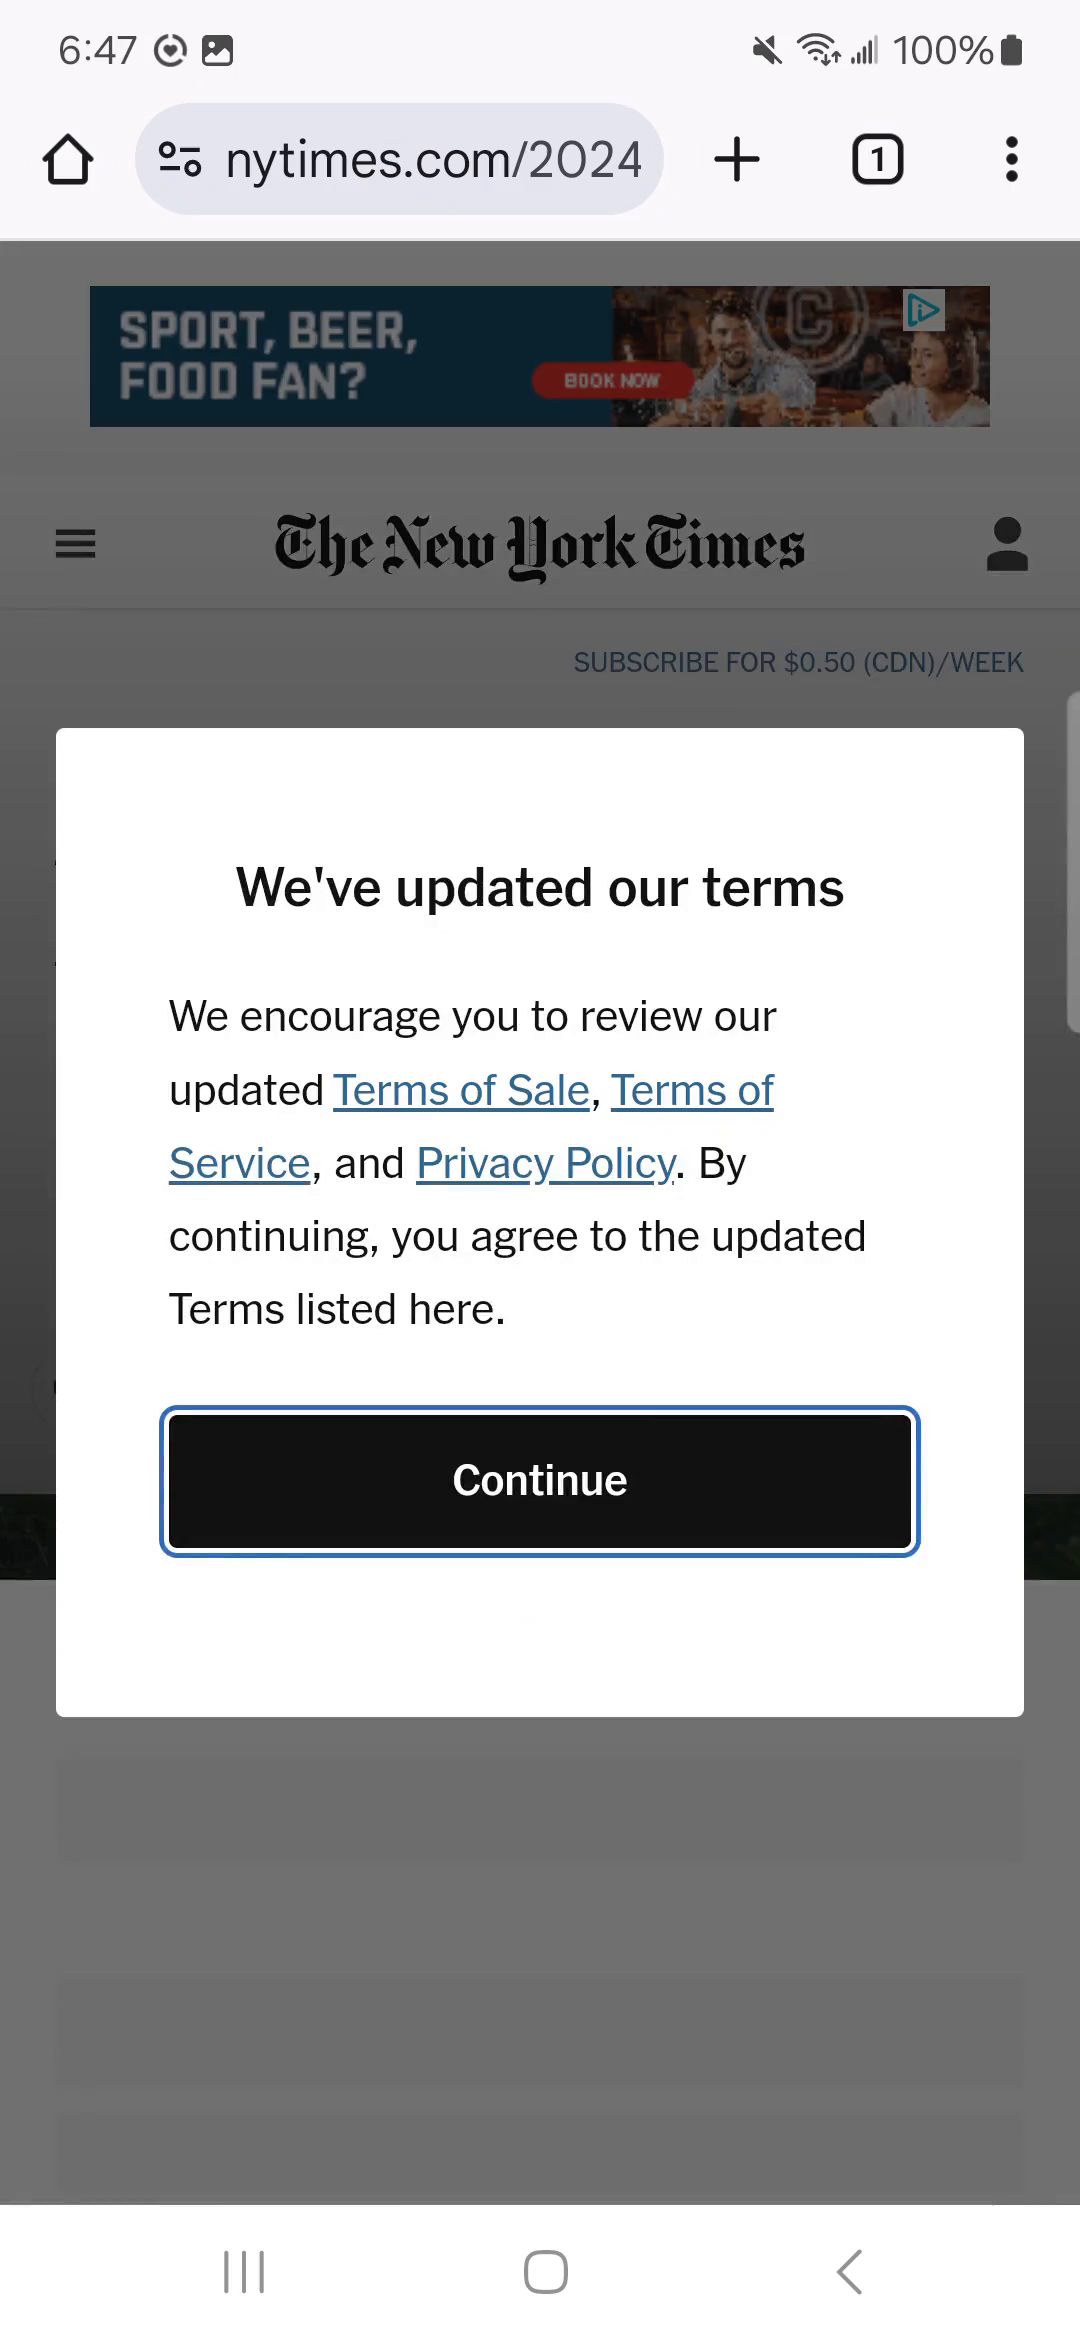 6:47
100%
nytimes.com/2024
1
SPORT, BEER,
FOOD FAN?
BOOK NOW
The New York Times
SUBSCRIBE FOR $0.50 (CDN)/WEEK
We've updated our terms
We encourage you to review our
updated Terms of Sale, Terms of
Service, and Privacy Policy. By
continuing, you agree to the updated
Terms listed here.
Continue